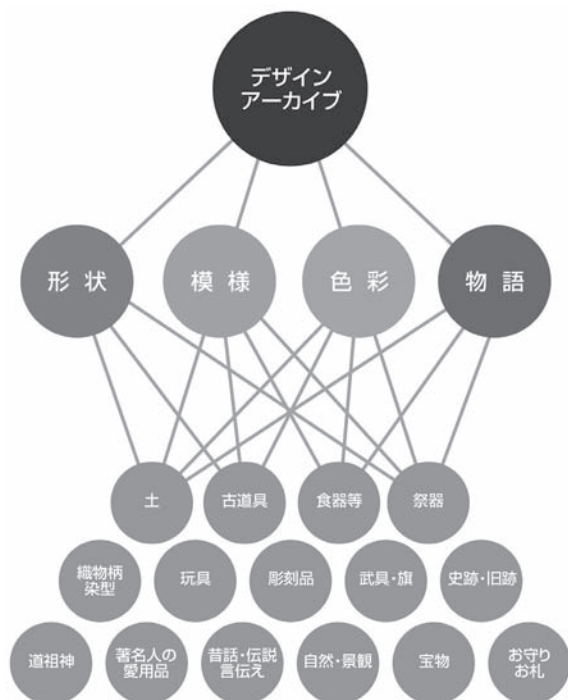 デザイン
アーカイブ
形状
模様
色彩
物語
土
古道具
食器等
祭器
織物柄
染型
玩具
彫刻品
武具・旗
史跡・旧跡
道祖神
著名人の
愛用品
昔話・伝説
言伝え
自然・景観
宝物
お守り
お札